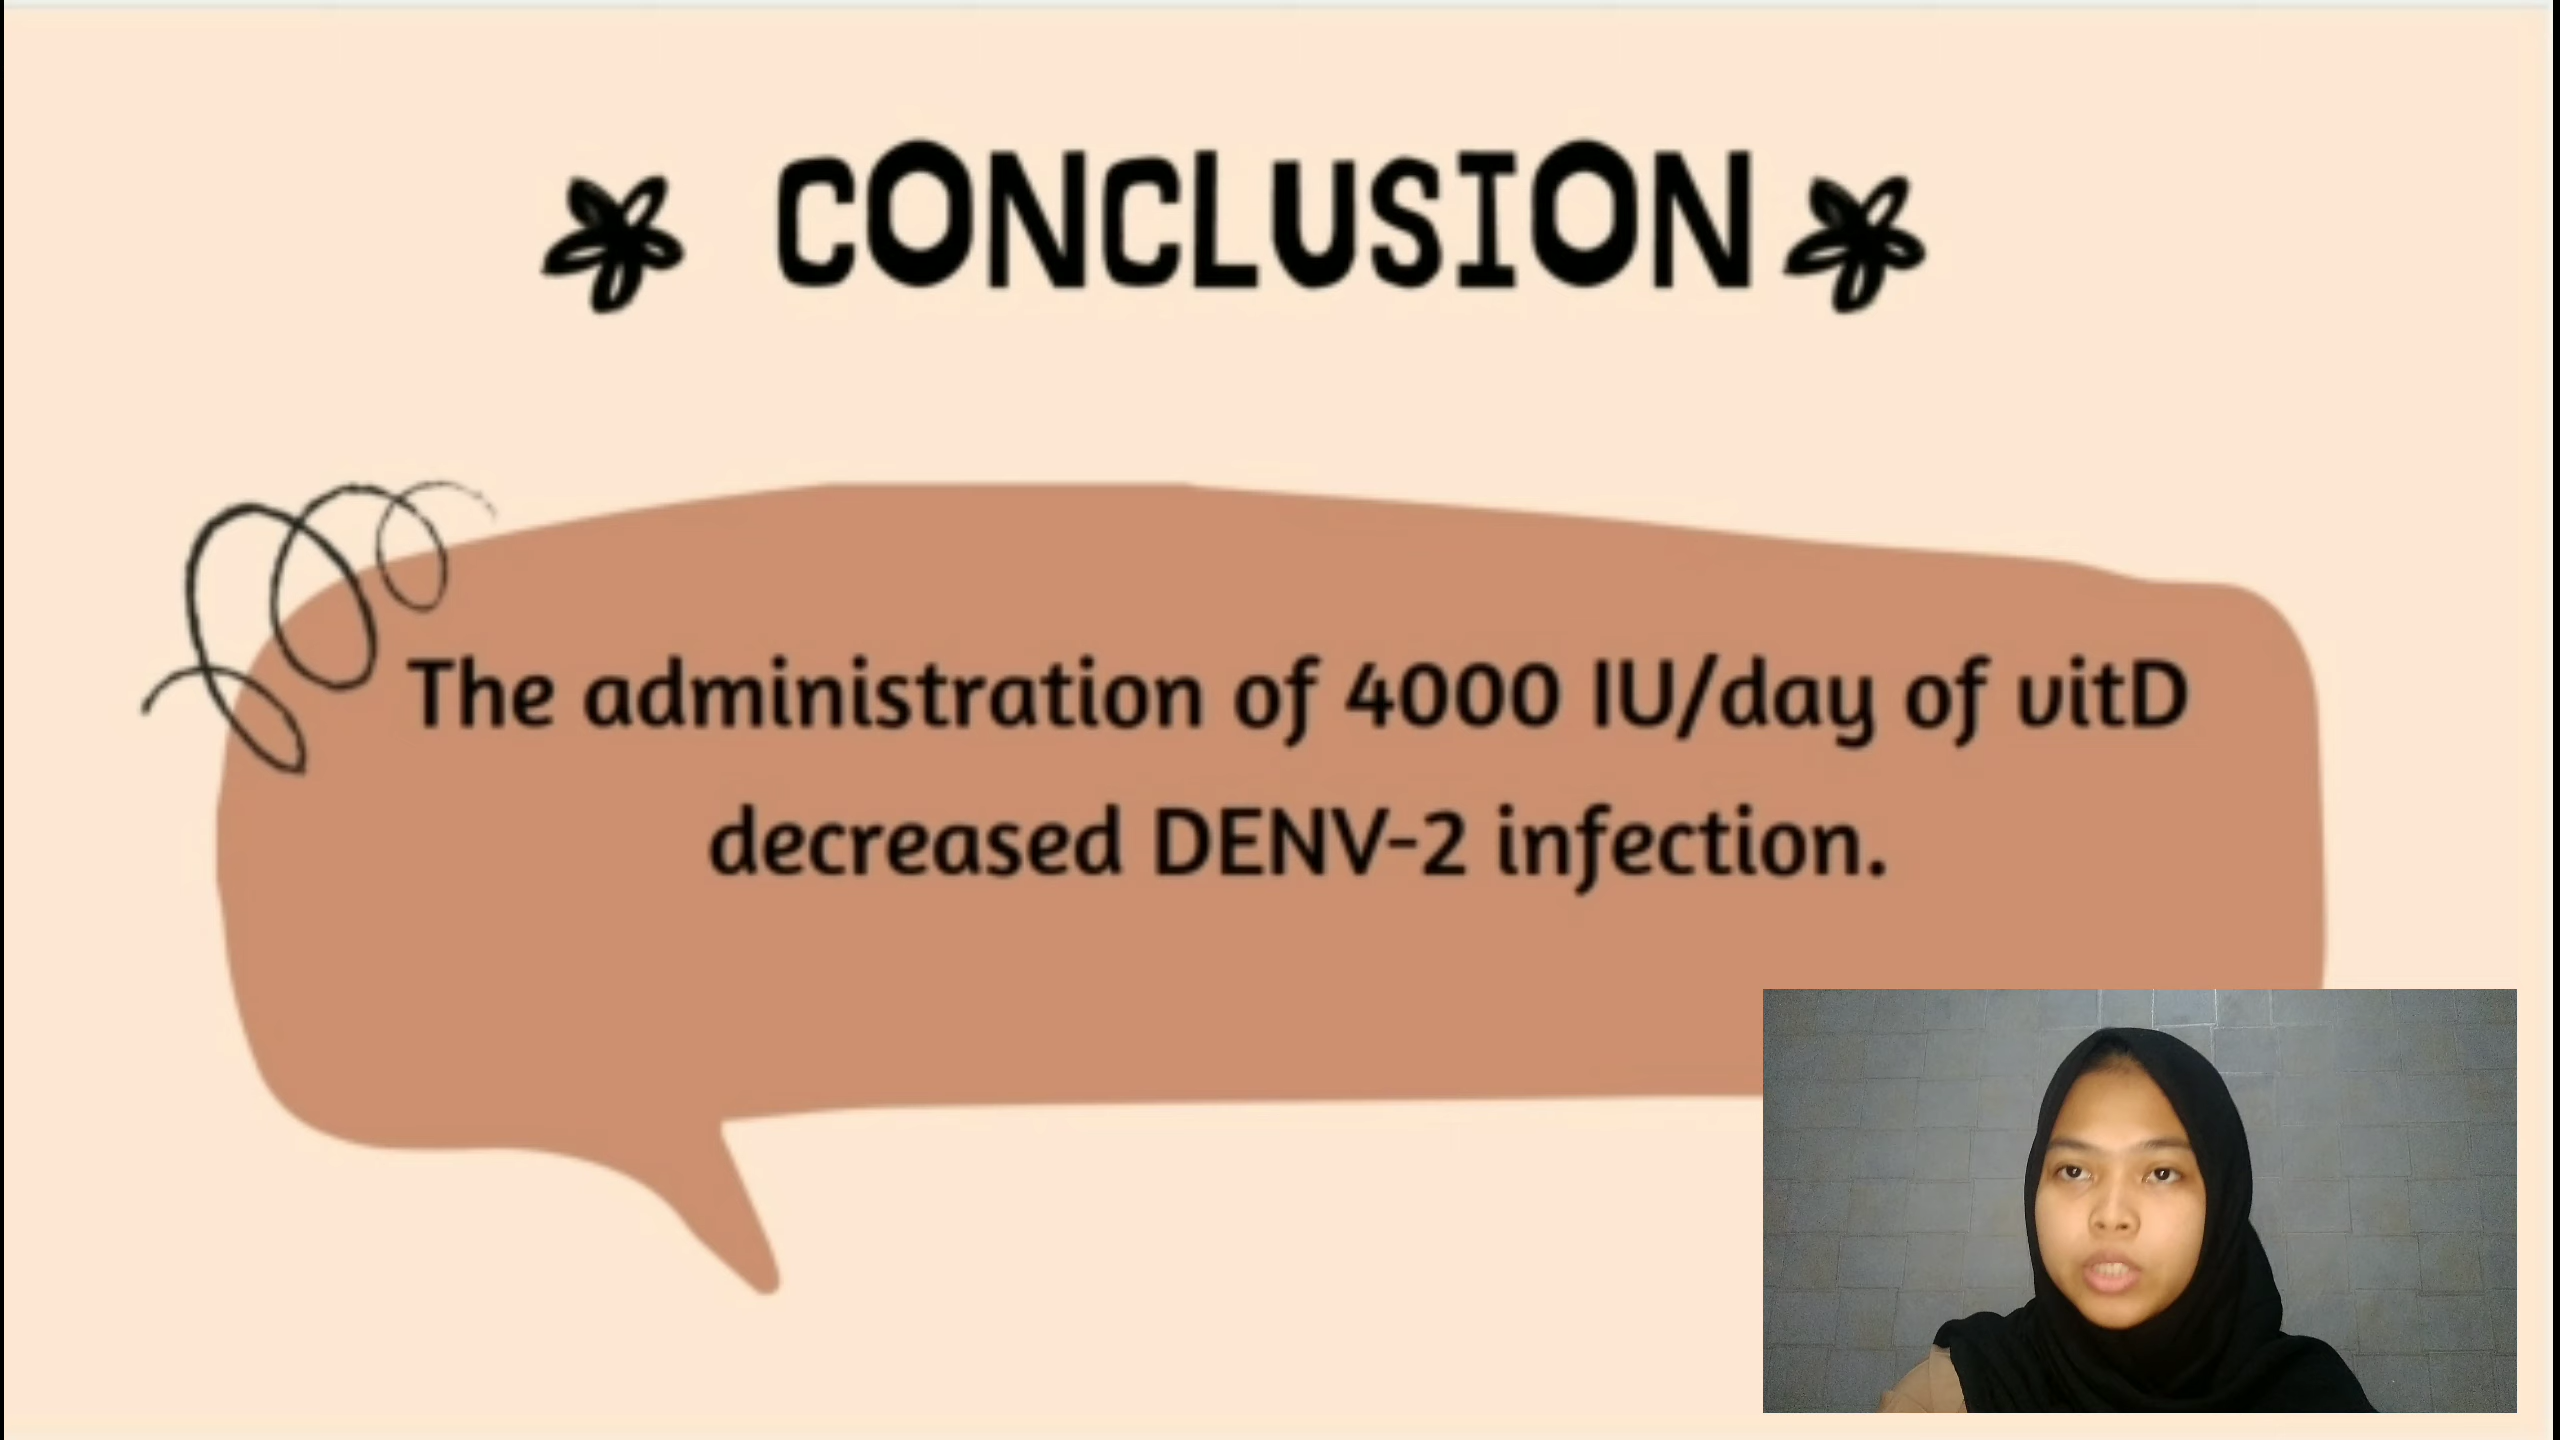 CONCLUSION
The administration of 4000 IU/day of vitD
decreased DENV-2 infection.